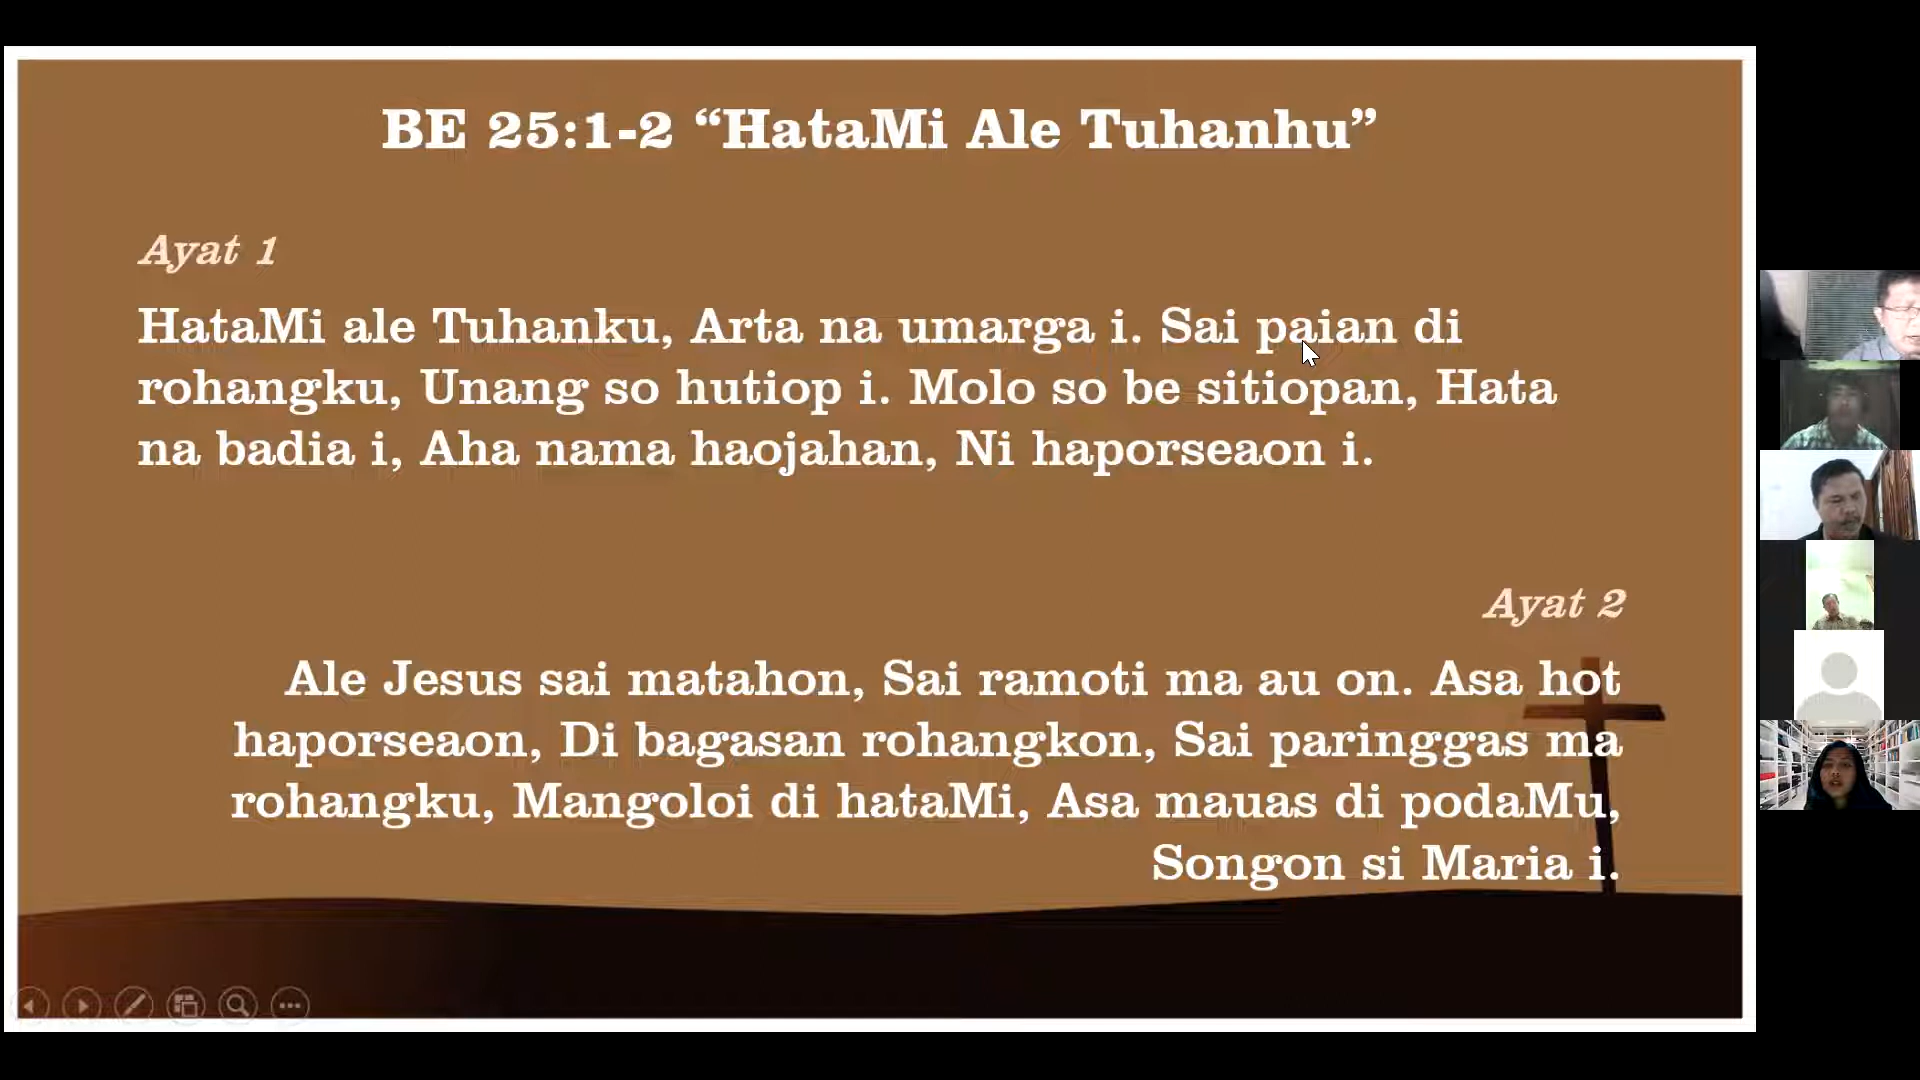 BE 25:1-2 “HataMi Ale Tuhanhu”
Ayat 1
HataMi ale Tuhanku, Arta na umarga i. Sai paian di
rohangku, Unang so hutiop i. Molo so be sitiopan, Hata
na badia i, Aha nama haojahan, Ni haporseaon i.
Ayat 2
Ale Jesus sai matahon, Sai ramoti ma au on. Asa hot
haporseaon, Di bagasan rohangkon, Sai paringgas ma
rohangku, Mangoloi di hataMi, Asa mauas di podaMu,
Songon si Maria i.